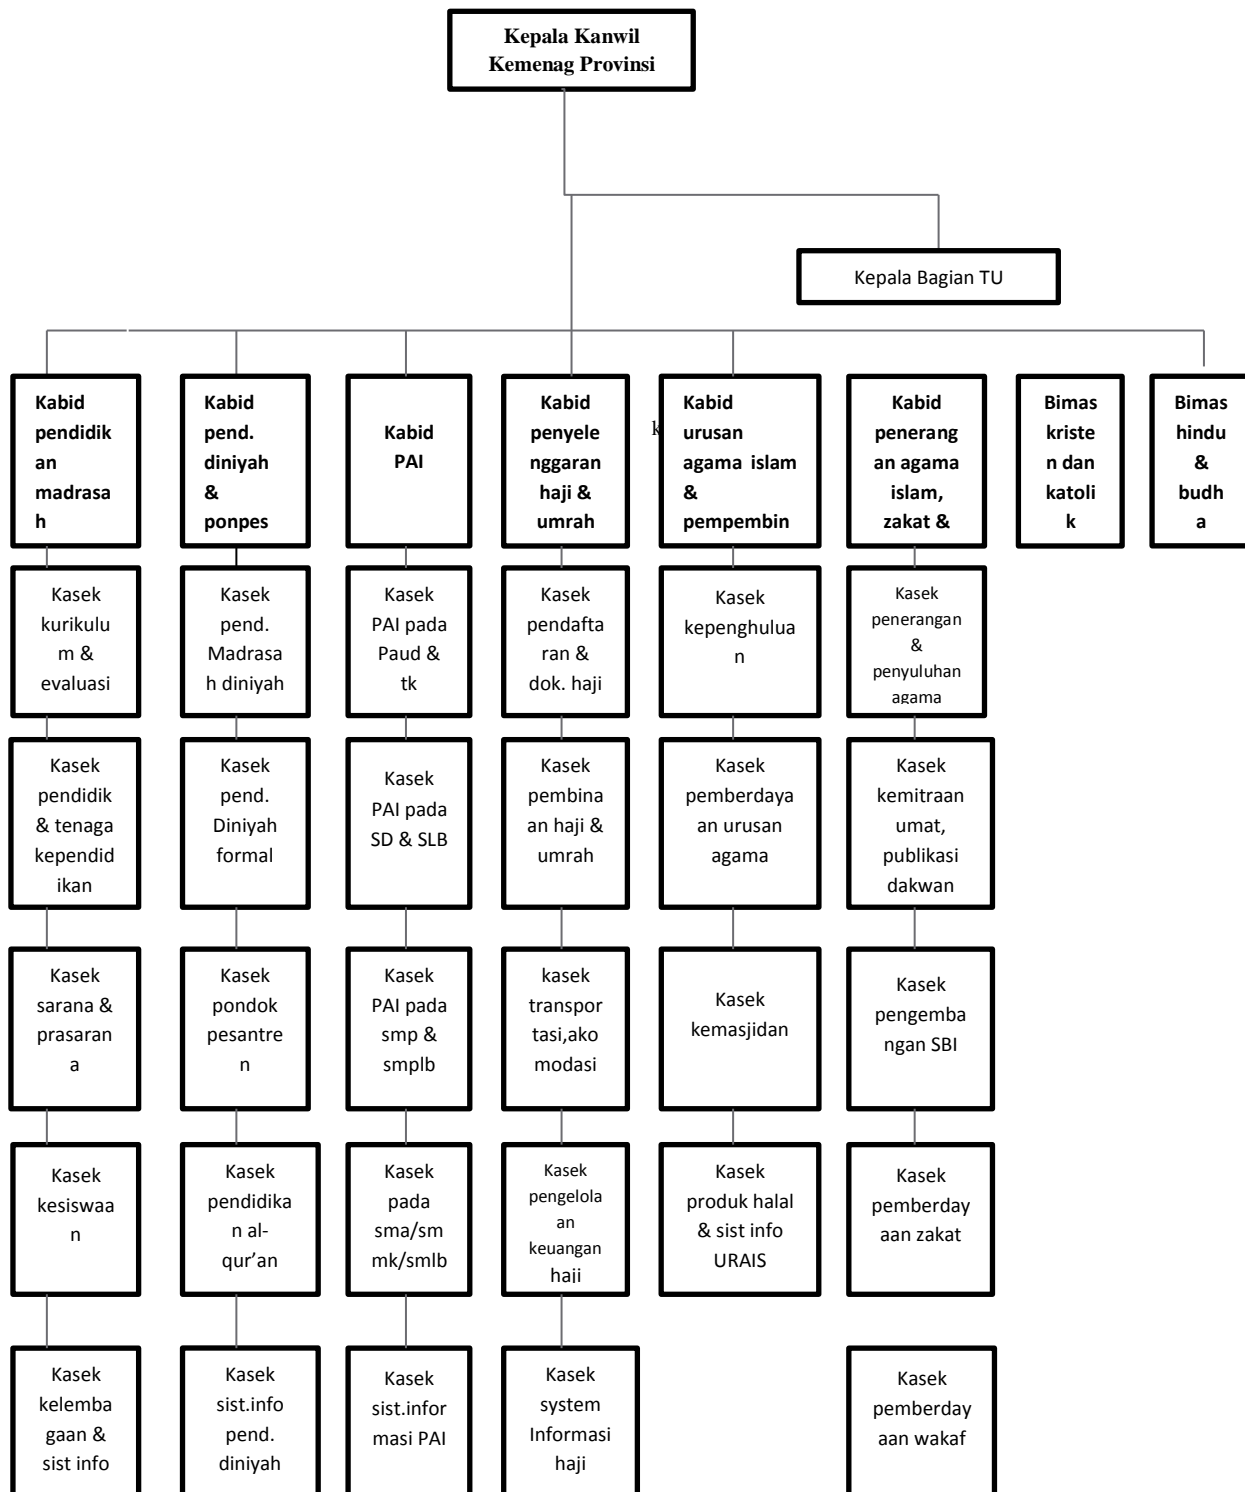 Kepala Kanwil
Kemenag Provinsi
Kepala Bagian TU
Kabid
pendidik
an
madrasa
h
Kabid
pend.
diniyah
&
ponpes
Kabid
PAI
Kabid
penyele
nggaran
haji &
umrah
k
Kabid
urusan
agama islam
&
pempembin
Kabid
penerang
an agama
islam,
zakat &
Bimas
kriste
n dan
katoli
k
Bimas
hindu
&
budh
a
Kasek
kurikulu
m &
evaluasi
Kasek
pend.
Madrasa
h diniyah
Kasek
PAI pada
Paud &
tk
Kasek
pendafta
ran &
dok. haji
Kasek
kepenghulua
n
Kasek
penerangan
&
penyuluhan
agama
Kasek
pendidik
& tenaga
kependid
ikan
Kasek
pend.
Diniyah
formal
Kasek
PAI pada
SD & SLB
Kasek
pembina
an haji &
umrah
Kasek
pemberdaya
an urusan
agama
Kasek
kemitraan
umat,
publikasi
dakwan
Kasek
sarana &
prasaran
a
Kasek
pondok
pesantre
n
Kasek
PAI pada
smp &
smplb
kasek
transpor
tasi,ako
modasi
Kasek
kemasjidan
Kasek
pengemba
ngan SBI
Kasek
kesiswaa
n
Kasek
pendidika
n al-
qur’an
Kasek
pada
sma/sm
mk/smlb
Kasek
pengelola
an
keuangan
haji
Kasek
produk halal
& sist info
URAIS
Kasek
pemberday
aan zakat
Kasek
kelemba
gaan &
sist info
Kasek
sist.info
pend.
diniyah
Kasek
sist.infor
masi PAI
Kasek
system
Informasi
haji
Kasek
pemberday
aan wakaf